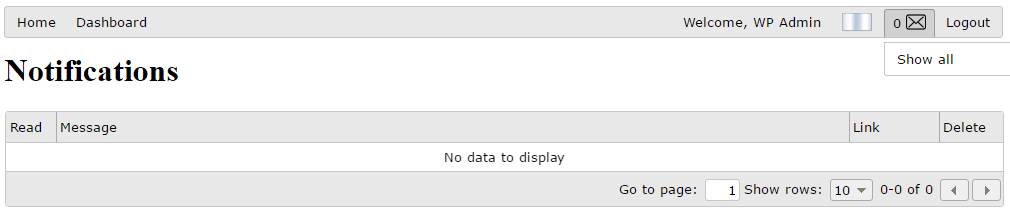 Home Dashboard Welcome, WP Admin 0 Logout
Show all
Notifications
Read Message Link Delete
No data to display
Go to page: 1 Show rows: 10 0-0 of 0